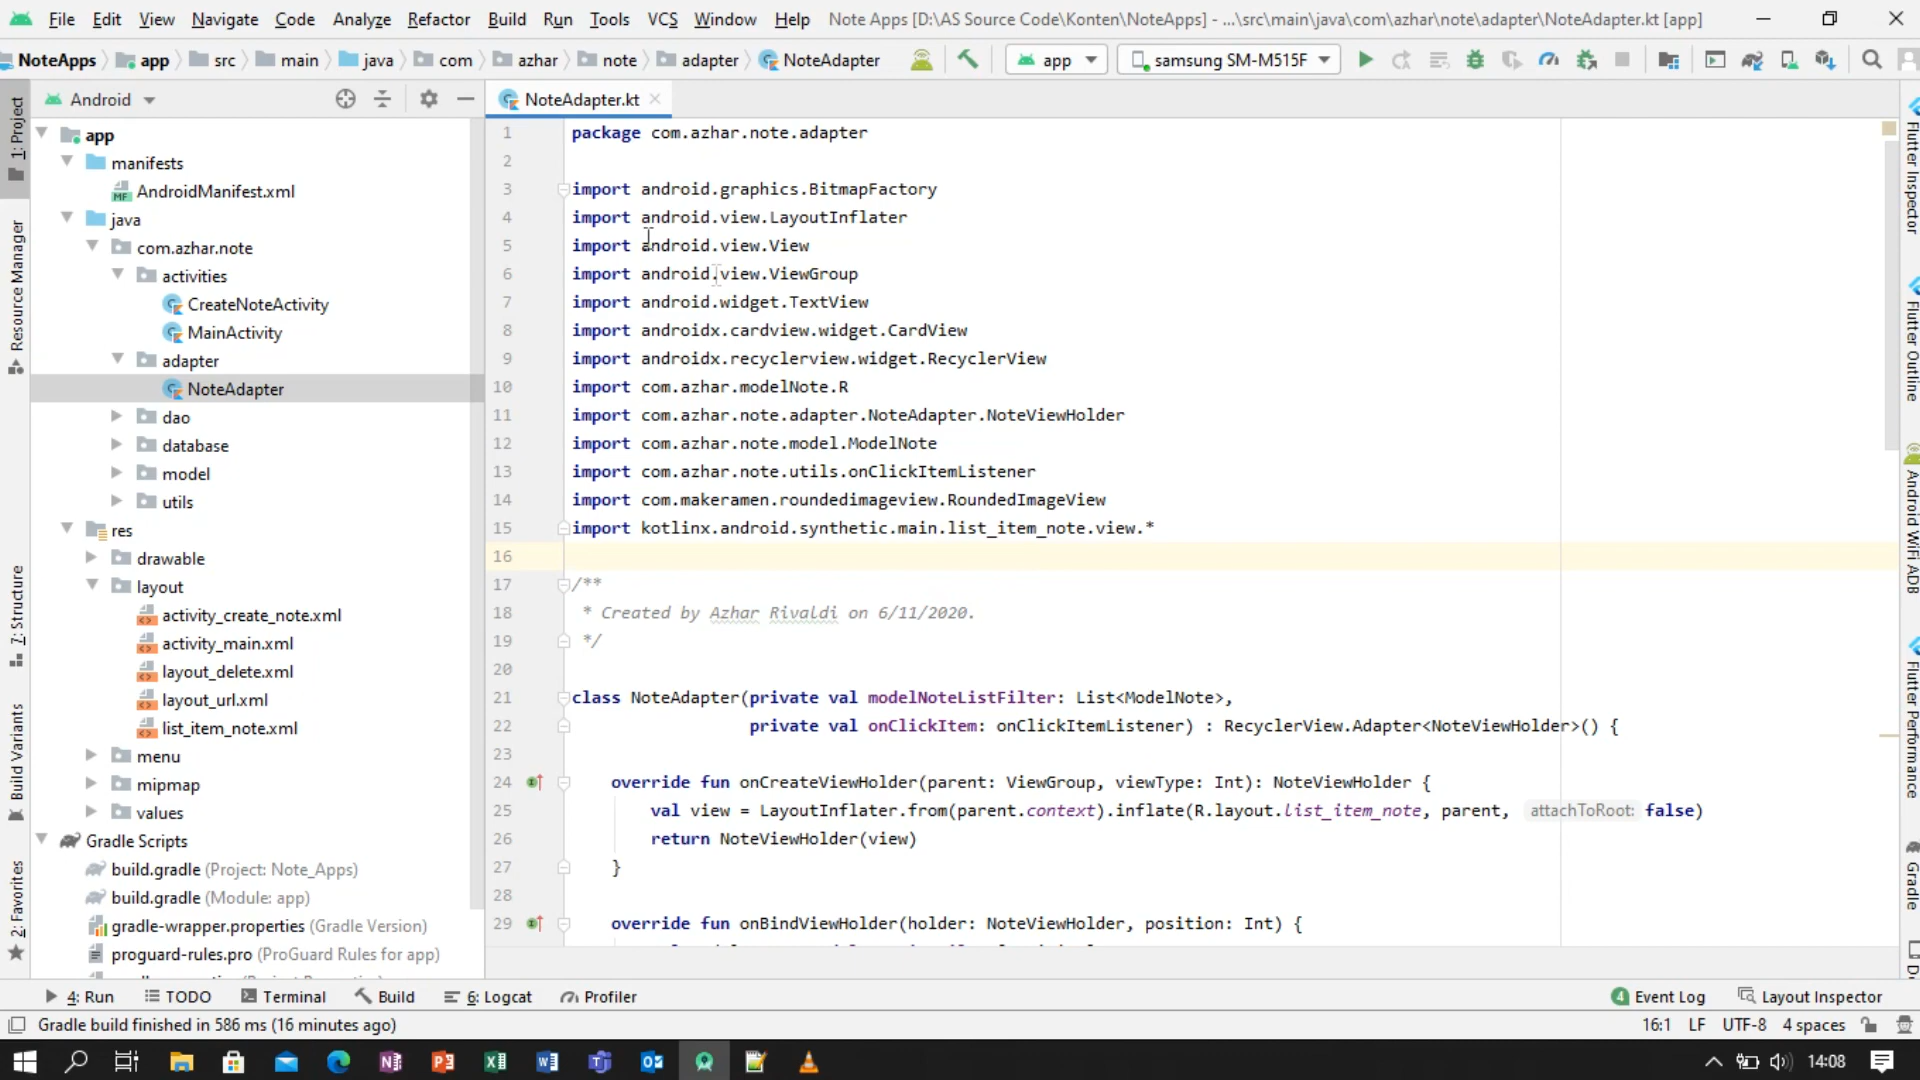 File Edit View Navigate Code Analyze Refactor Build Run Tools VCS Window Help Note Apps [D:\AS Source Code\Konten\NoteApps] - ...\src\main\java\com\azhar\note\adapter\NoteAdapter.kt [app]
NoteApps app src main java com azhar note adapter NoteAdapter app samsung SM-M515F
Android NoteAdapter.kt
1: Project
Resource Manager
7: Structure
Build Variants
2: Favorites
app
manifests
AndroidManifest.xml
java
com.azhar.note
activities
CreateNoteActivity
MainActivity
adapter
NoteAdapter
dao
database
model
utils
res
drawable
layout
activity_create_note.xml
activity_main.xml
layout_delete.xml
layout_url.xml
list_item_note.xml
menu
mipmap
values
Gradle Scripts
build.gradle (Project: Note_Apps)
build.gradle (Module: app)
gradle-wrapper.properties (Gradle Version)
proguard-rules.pro (ProGuard Rules for app)
1 package com.azhar.note.adapter
2
3 import android.graphics.BitmapFactory
4 import android.view.LayoutInflater
5 import android.view.View
6 import android.view.ViewGroup
7 import android.widget.TextView
8 import androidx.cardview.widget.CardView
9 import androidx.recyclerview.widget.RecyclerView
10 import com.azhar.modelNote.R
11 import com.azhar.note.adapter.NoteAdapter.NoteViewHolder
12 import com.azhar.note.model.ModelNote
13 import com.azhar.note.utils.onClickItemListener
14 import com.makeramen.roundedimageview.RoundedImageView
15 import kotlinx.android.synthetic.main.list_item_note.view.*
16
17 /**
18 * Created by Azhar Rivaldi on 6/11/2020.
19 */
20
21 class NoteAdapter(private val modelNoteListFilter: List<ModelNote>,
22 private val onClickItem: onClickItemListener) : RecyclerView.Adapter<NoteViewHolder>() {
23
24 override fun onCreateViewHolder(parent: ViewGroup, viewType: Int): NoteViewHolder {
25 val view = LayoutInflater.from(parent.context).inflate(R.layout.list_item_note, parent, attachToRoot: false)
26 return NoteViewHolder(view)
27 }
28
29 override fun onBindViewHolder(holder: NoteViewHolder, position: Int) {
Flutter Inspector
Flutter Outline
Android WiFi ADB
Flutter Performance
Gradle
4: Run TODO Terminal Build 6: Logcat Profiler 4 Event Log Layout Inspector
Gradle build finished in 586 ms (16 minutes ago) 16:1 LF UTF-8 4 spaces
14:08